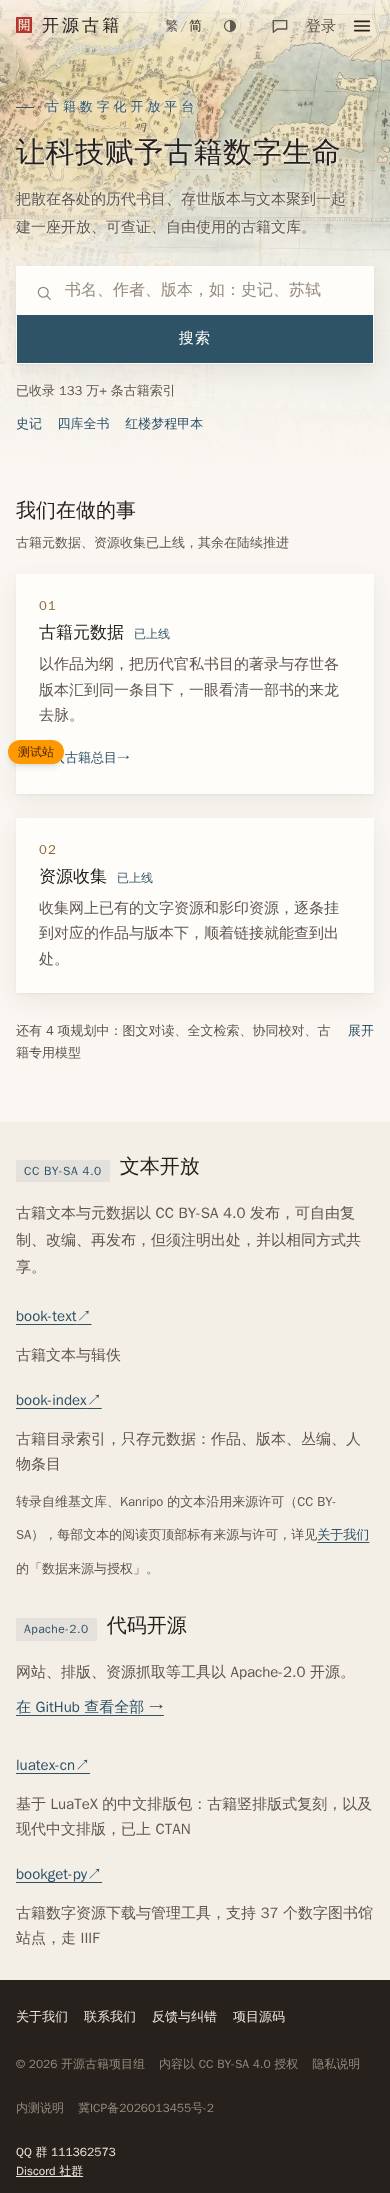 開 开源古籍 繁/简 登录
古籍数字化开放平台
让科技赋予古籍数字生命
把散在各处的历代书目、存世版本与文本聚到一起，
建一座开放、可查证、自由使用的古籍文库。
书名、作者、版本，如：史记、苏轼
搜索
已收录 133 万+ 条古籍索引
史记 四库全书 红楼梦程甲本
我们在做的事
古籍元数据、资源收集已上线，其余在陆续推进
01
古籍元数据 已上线
以作品为纲，把历代官私书目的著录与存世各
版本汇到同一条目下，一眼看清一部书的来龙
去脉。
测试站
古籍总目→
02
资源收集 已上线
收集网上已有的文字资源和影印资源，逐条挂
到对应的作品与版本下，顺着链接就能查到出
处。
还有 4 项规划中：图文对读、全文检索、协同校对、古 展开
籍专用模型
CC BY-SA 4.0 文本开放
古籍文本与元数据以 CC BY-SA 4.0 发布，可自由复
制、改编、再发布，但须注明出处，并以相同方式共
享。
book-text↗
古籍文本与辑佚
book-index↗
古籍目录索引，只存元数据：作品、版本、丛编、人
物条目
转录自维基文库、Kanripo 的文本沿用来源许可（CC BY-
SA），每部文本的阅读页顶部标有来源与许可，详见关于我们
的「数据来源与授权」。
Apache-2.0 代码开源
网站、排版、资源抓取等工具以 Apache-2.0 开源。
在 GitHub 查看全部 →
luatex-cn↗
基于 LuaTeX 的中文排版包：古籍竖排版式复刻，以及
现代中文排版，已上 CTAN
bookget-py↗
古籍数字资源下载与管理工具，支持 37 个数字图书馆
站点，走 IIIF
关于我们 联系我们 反馈与纠错 项目源码
© 2026 开源古籍项目组 内容以 CC BY-SA 4.0 授权 隐私说明
内测说明 冀ICP备2026013455号-2
QQ 群 111362573
Discord 社群